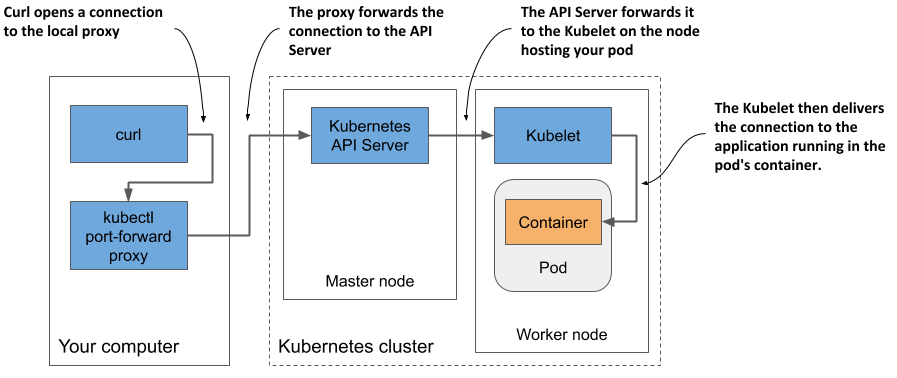 Curl opens a connection
to the local proxy
The proxy forwards the
connection to the API
Server
The API Server forwards it
to the Kubelet on the node
hosting your pod
The Kubelet then delivers
the connection to the
application running in the
pod's container.
curl
kubectl
port-forward
proxy
Your computer
Kubernetes
API Server
Master node
Kubelet
Container
Pod
Worker node
Kubernetes cluster